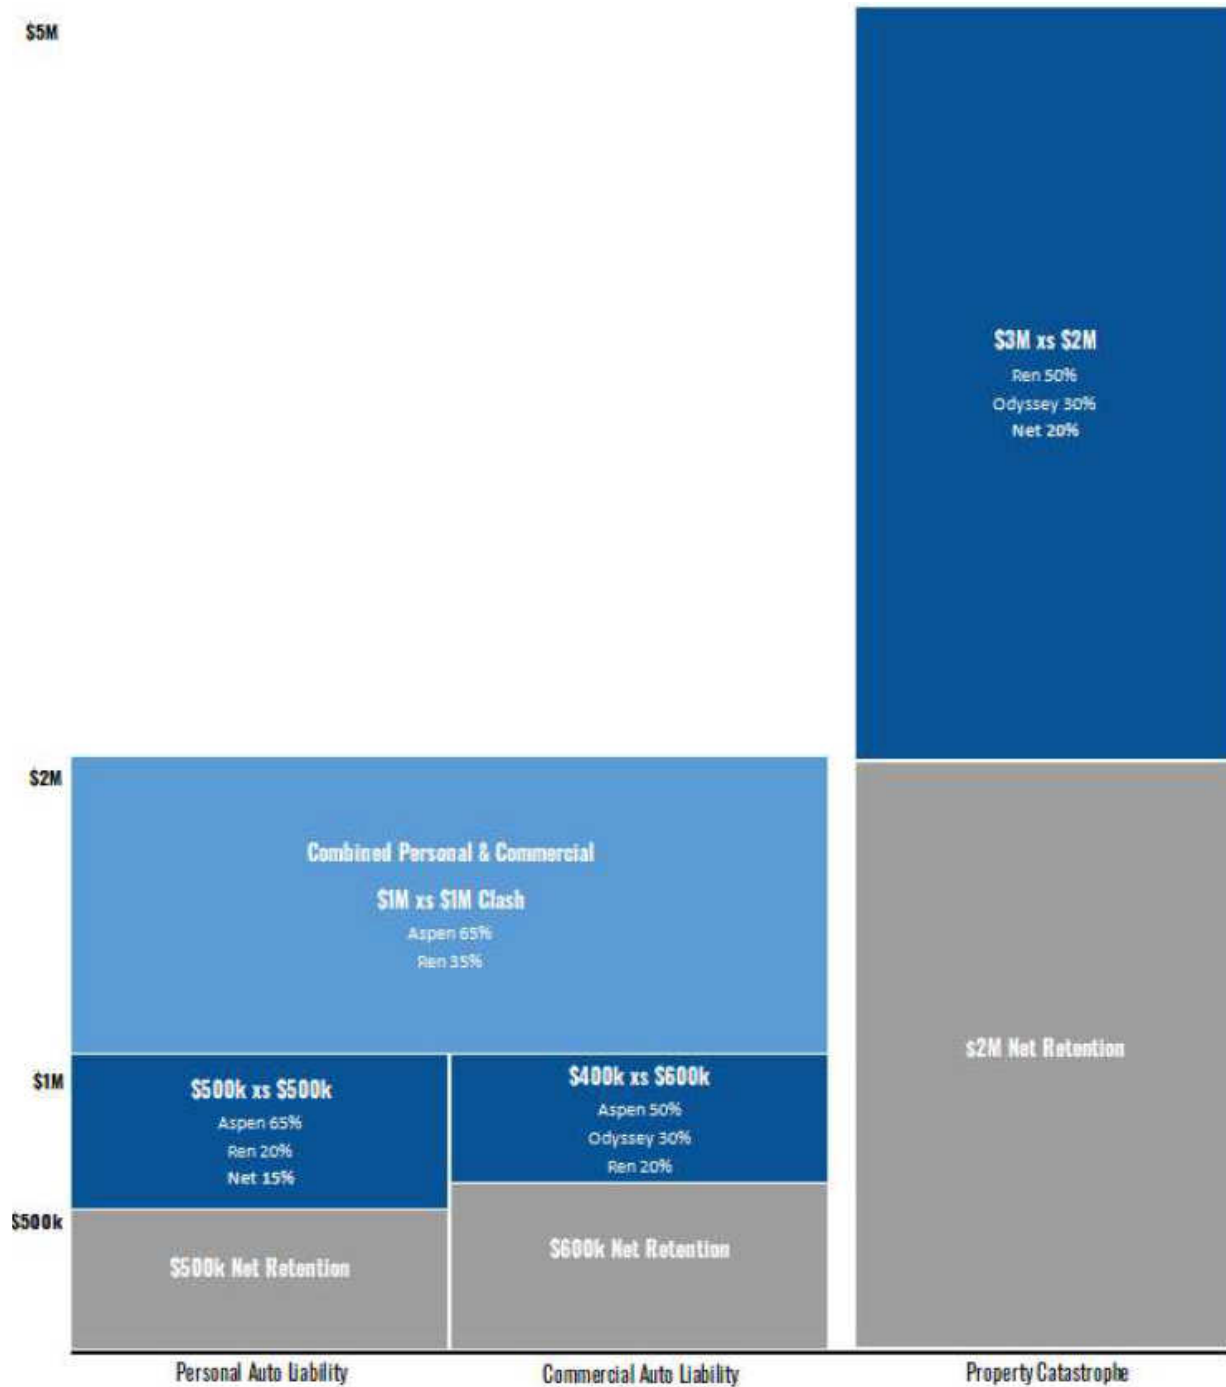 $5M
$3M xs $2M
Ren 50%
Odyssey 30%
Net 20%
$2M
Combined Personal & Commercial
$1M xs $1M Clash
Aspen 65%
Ren 35%
$2M Net Retention
$1M
$500k xs $500k
Aspen 65%
Ren 20%
Net 15%
$400k xs $600k
Aspen 50%
Odyssey 30%
Ren 20%
$500k
$500k Net Retention
$600k Net Retention
Personal Auto Liability
Commercial Auto Liability
Property Catastrophe